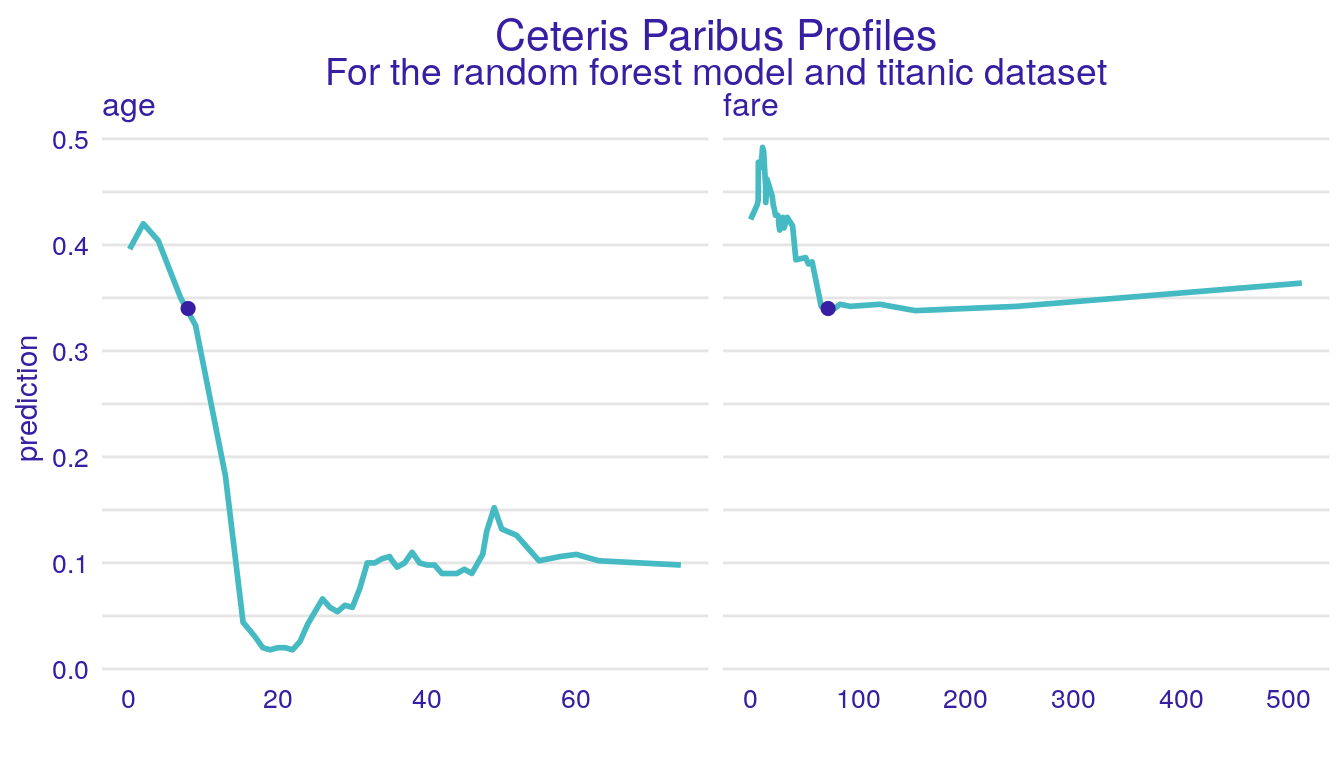 Ceteris Paribus Profiles
For the random forest model and titanic dataset
age
fare
prediction
0.5
0.4
0.3
0.2
0.1
0.0
0 20 40 60
0 100 200 300 400 500